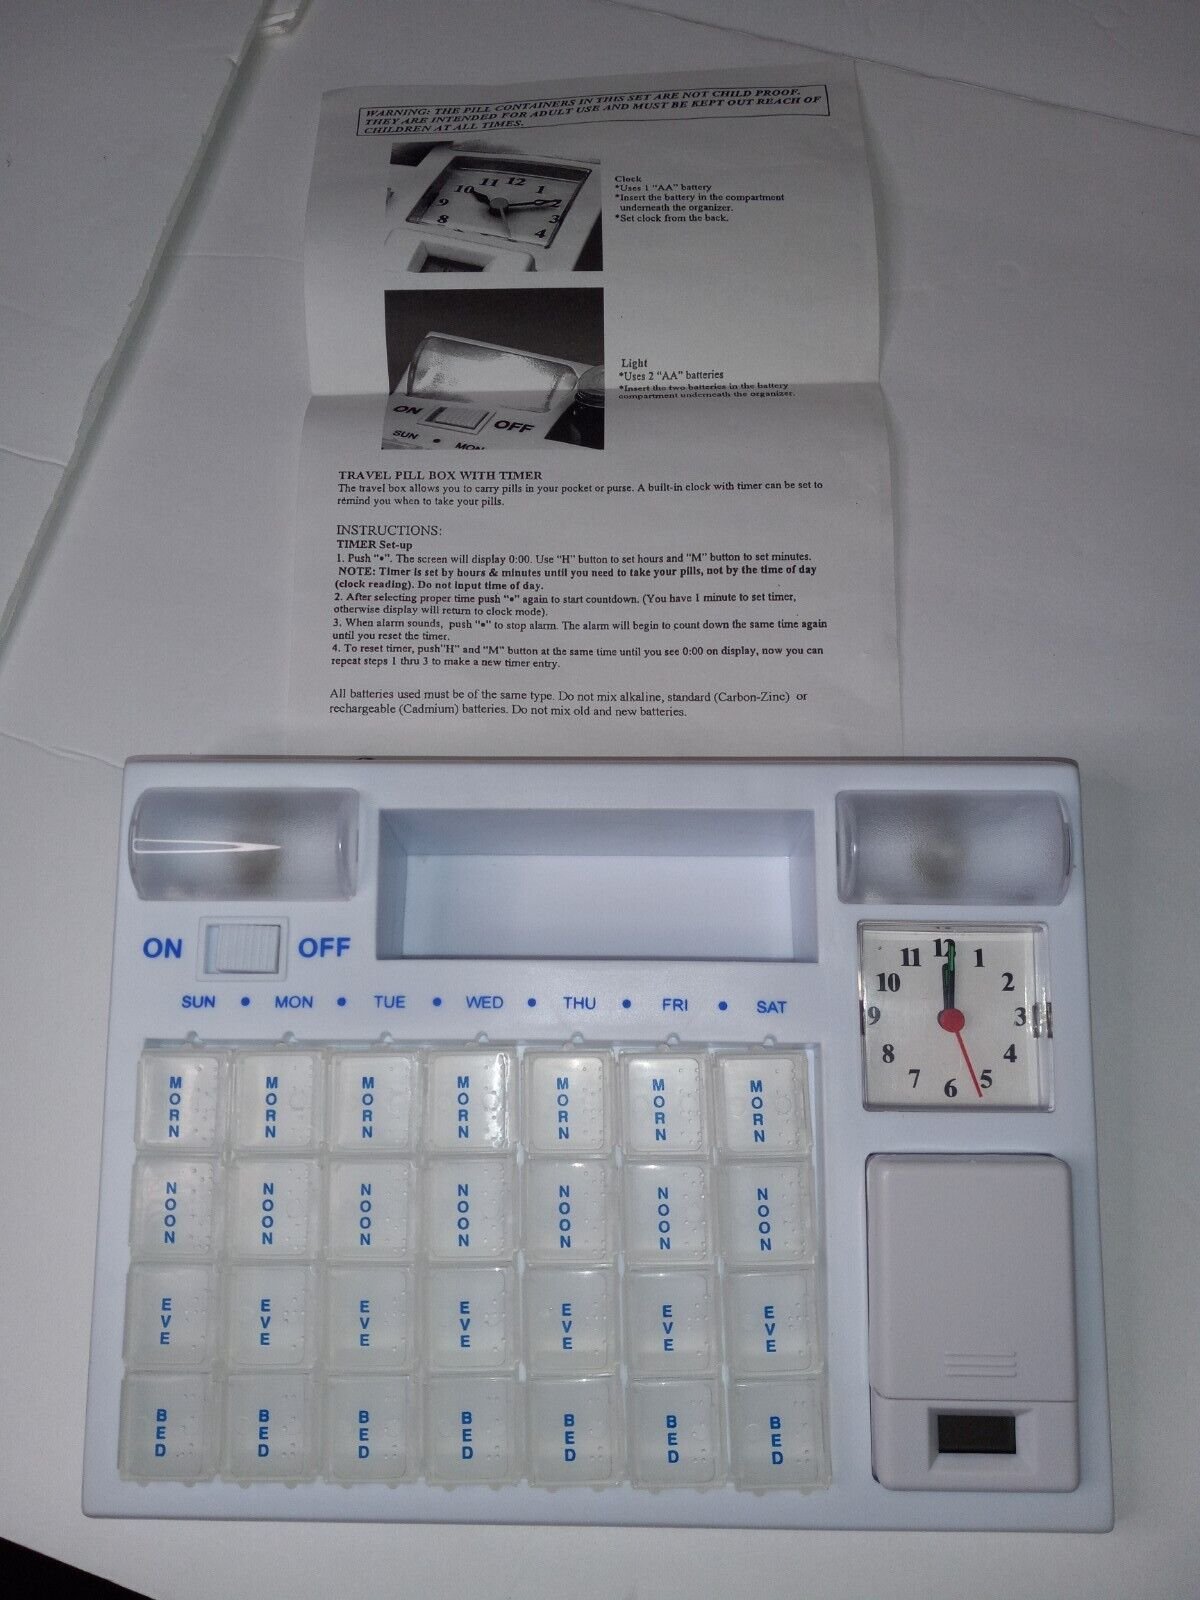 WARNING: THE PILL CONTAINERS IN THIS SET ARE NOT CHILD PROOF.
THEY ARE INTENDED FOR ADULT USE AND MUST BE KEPT OUT REACH OF
CHILDREN AT ALL TIMES.
10 11 12 1
9 2
8 3
4
Clock
*Uses 1 "AA" battery
*Insert the battery in the compartment
underneath the organizer.
*Set clock from the back.
ON OFF
SUN • MON
Light
*Uses 2 "AA" batteries
*Insert the two batteries in the battery
compartment underneath the organizer.
TRAVEL PILL BOX WITH TIMER
The travel box allows you to carry pills in your pocket or purse. A built-in clock with timer can be set to
remind you when to take your pills.
INSTRUCTIONS:
TIMER Set-up
1. Push "•". The screen will display 0:00. Use "H" button to set hours and "M" button to set minutes.
NOTE: Timer is set by hours & minutes until you need to take your pills, not by the time of day
(clock reading). Do not input time of day.
2. After selecting proper time push "•" again to start countdown. (You have 1 minute to set timer,
otherwise display will return to clock mode).
3. When alarm sounds, push "•" to stop alarm. The alarm will begin to count down the same time again
until you reset the timer.
4. To reset timer, push"H" and "M" button at the same time until you see 0:00 on display, now you can
repeat steps 1 thru 3 to make a new timer entry.
All batteries used must be of the same type. Do not mix alkaline, standard (Carbon-Zinc) or
rechargeable (Cadmium) batteries. Do not mix old and new batteries.
ON OFF
SUN • MON • TUE • WED • THU • FRI • SAT
MORN MORN MORN MORN MORN MORN MORN
NOON NOON NOON NOON NOON NOON NOON
EVE EVE EVE EVE EVE EVE EVE
BED BED BED BED BED BED BED
11 12 1
10 2
9 3
8 4
7 6 5